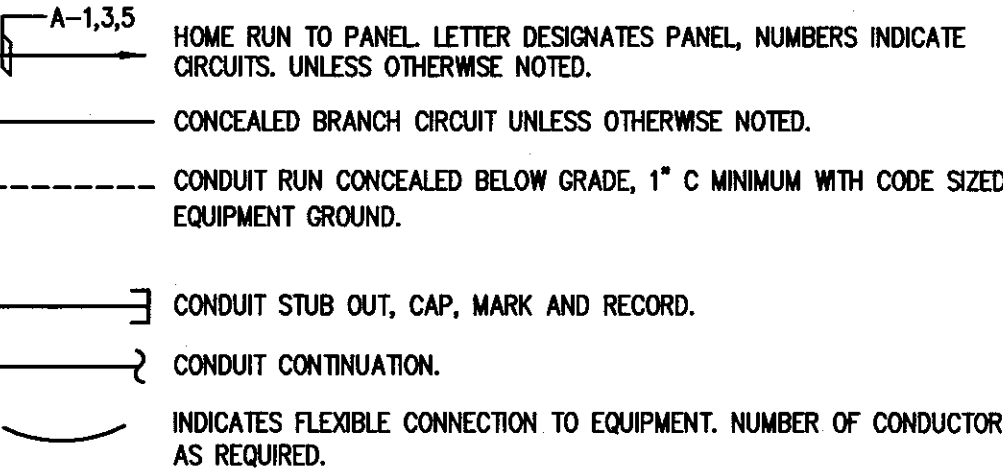 A-1,3,5
HOME RUN TO PANEL. LETTER DESIGNATES PANEL, NUMBERS INDICATE
CIRCUITS. UNLESS OTHERWISE NOTED.
CONCEALED BRANCH CIRCUIT UNLESS OTHERWISE NOTED.
CONDUIT RUN CONCEALED BELOW GRADE, 1" C MINIMUM WITH CODE SIZED
EQUIPMENT GROUND.
CONDUIT STUB OUT, CAP, MARK AND RECORD.
CONDUIT CONTINUATION.
INDICATES FLEXIBLE CONNECTION TO EQUIPMENT. NUMBER OF CONDUCTOR
AS REQUIRED.